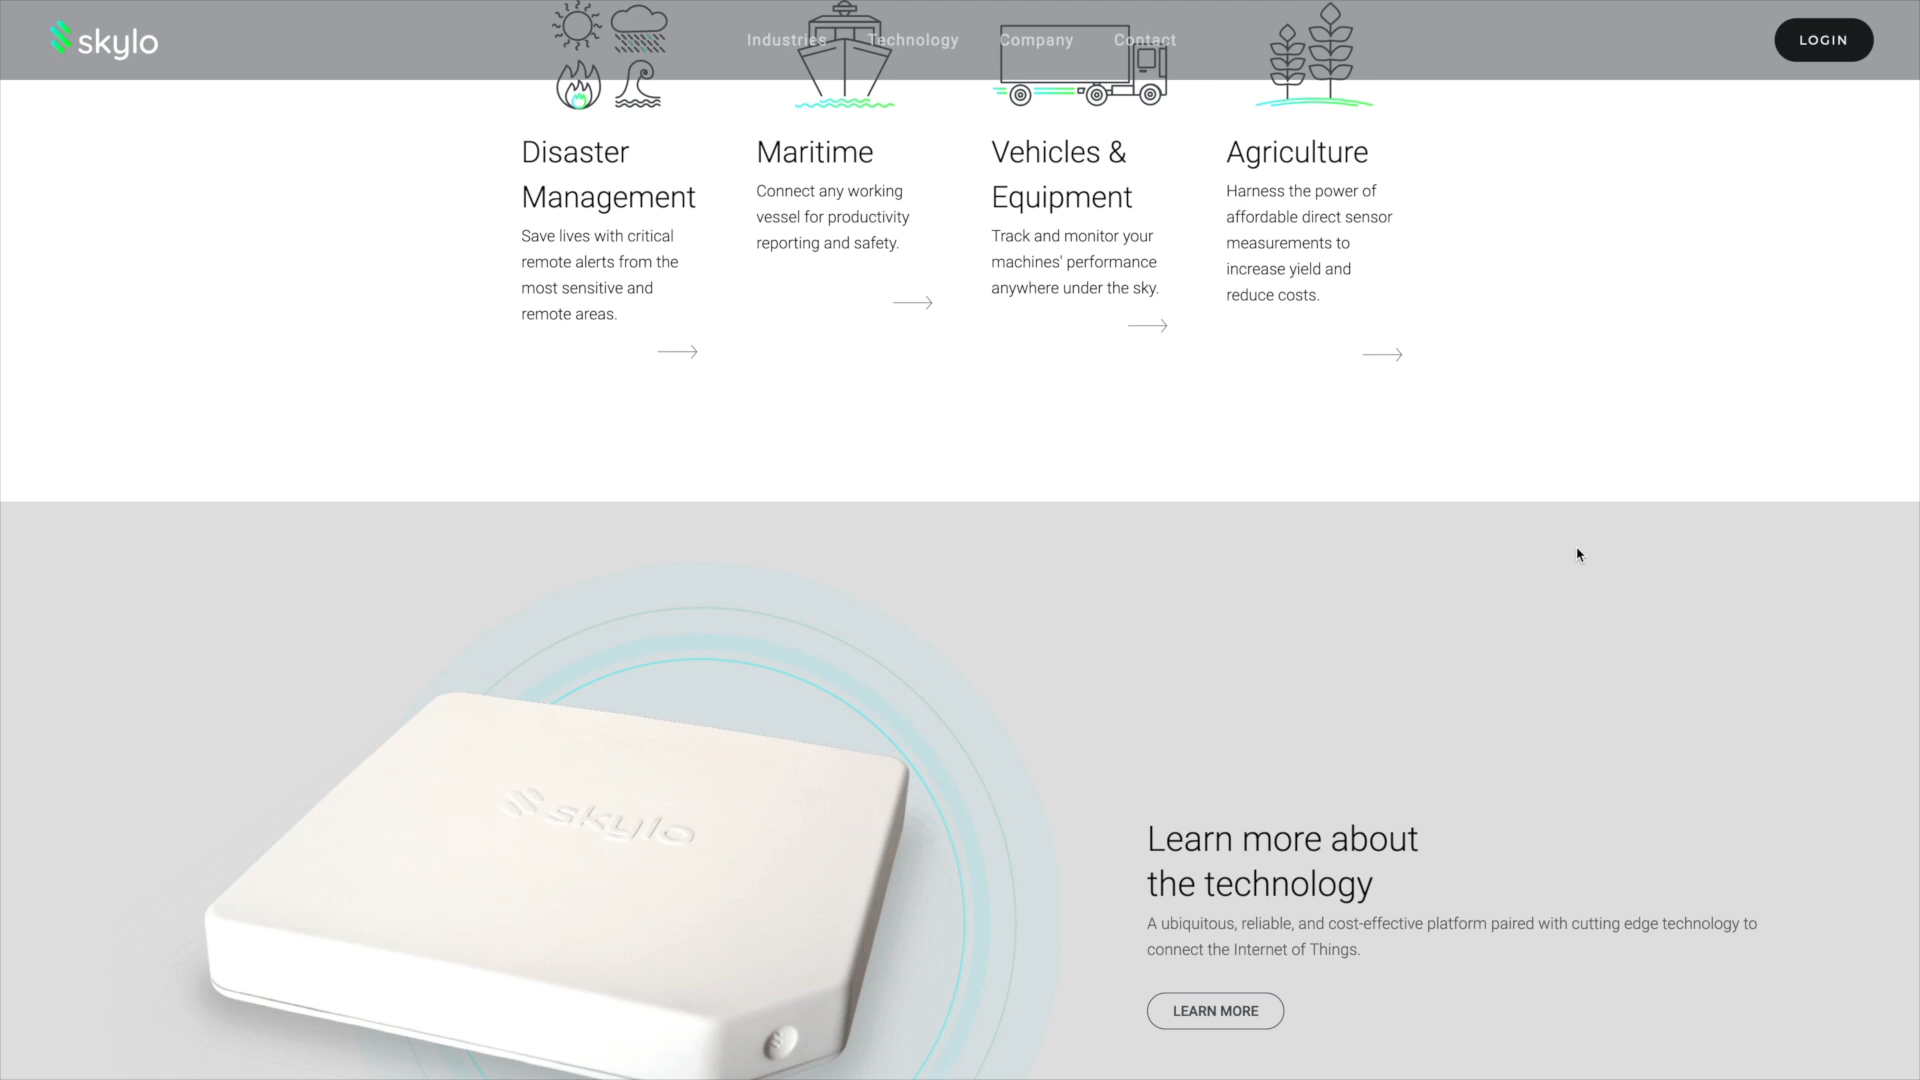 skylo
Industries Technology Company Contact
LOGIN
Disaster
Management
Save lives with critical
remote alerts from the
most sensitive and
remote areas.
Maritime
Connect any working
vessel for productivity
reporting and safety.
Vehicles &
Equipment
Track and monitor your
machines' performance
anywhere under the sky.
Agriculture
Harness the power of
affordable direct sensor
measurements to
increase yield and
reduce costs.
skylo
Learn more about
the technology
A ubiquitous, reliable, and cost-effective platform paired with cutting edge technology to
connect the Internet of Things.
LEARN MORE